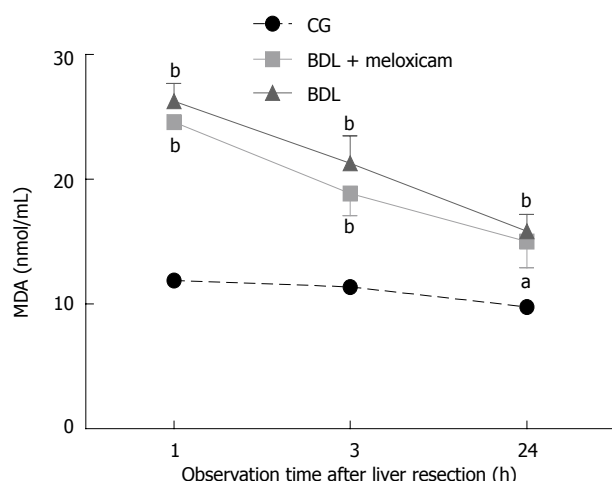 CG
BDL + meloxicam
BDL
30
20
10
0
MDA (nmol/mL)
b
b
b
b
b
a
1 3 24
Observation time after liver resection (h)